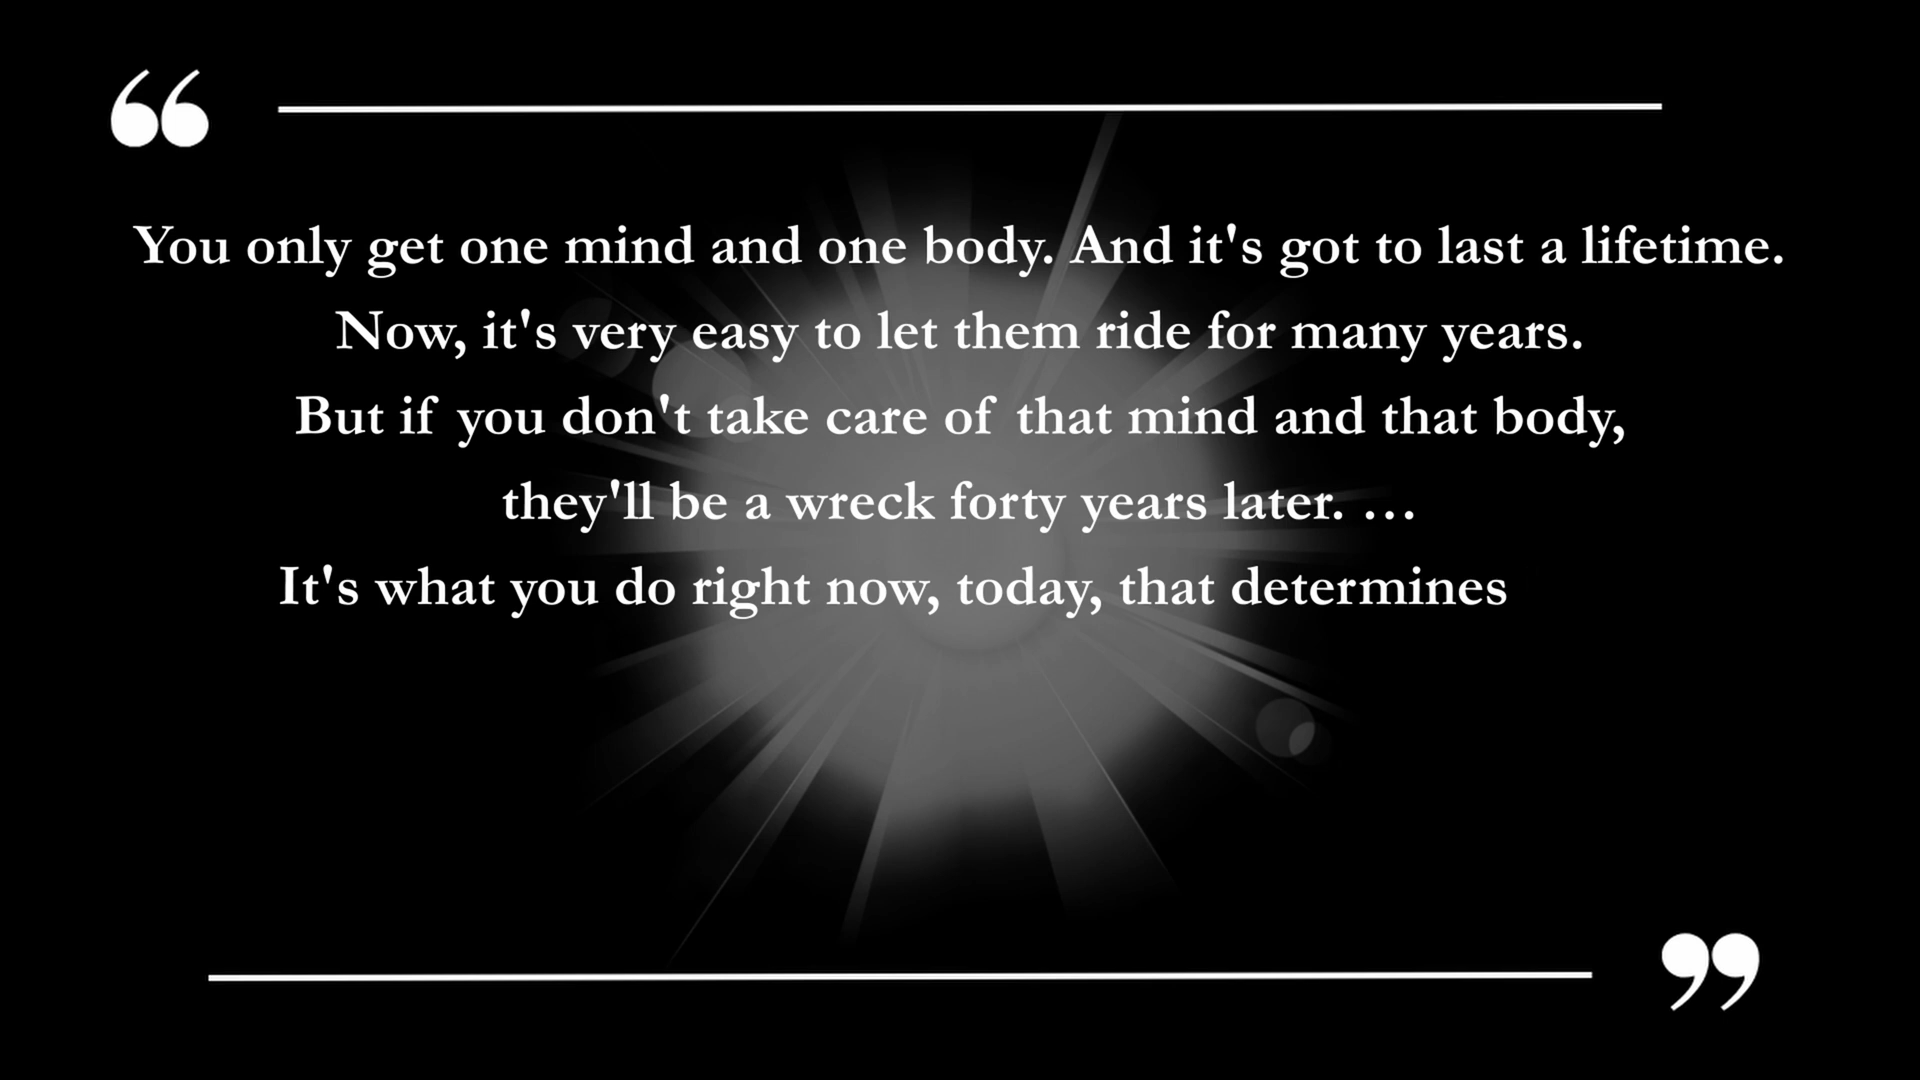 “
You only get one mind and one body. And it's got to last a lifetime.
Now, it's very easy to let them ride for many years.
But if you don't take care of that mind and that body,
they'll be a wreck forty years later. …
It's what you do right now, today, that determines
”